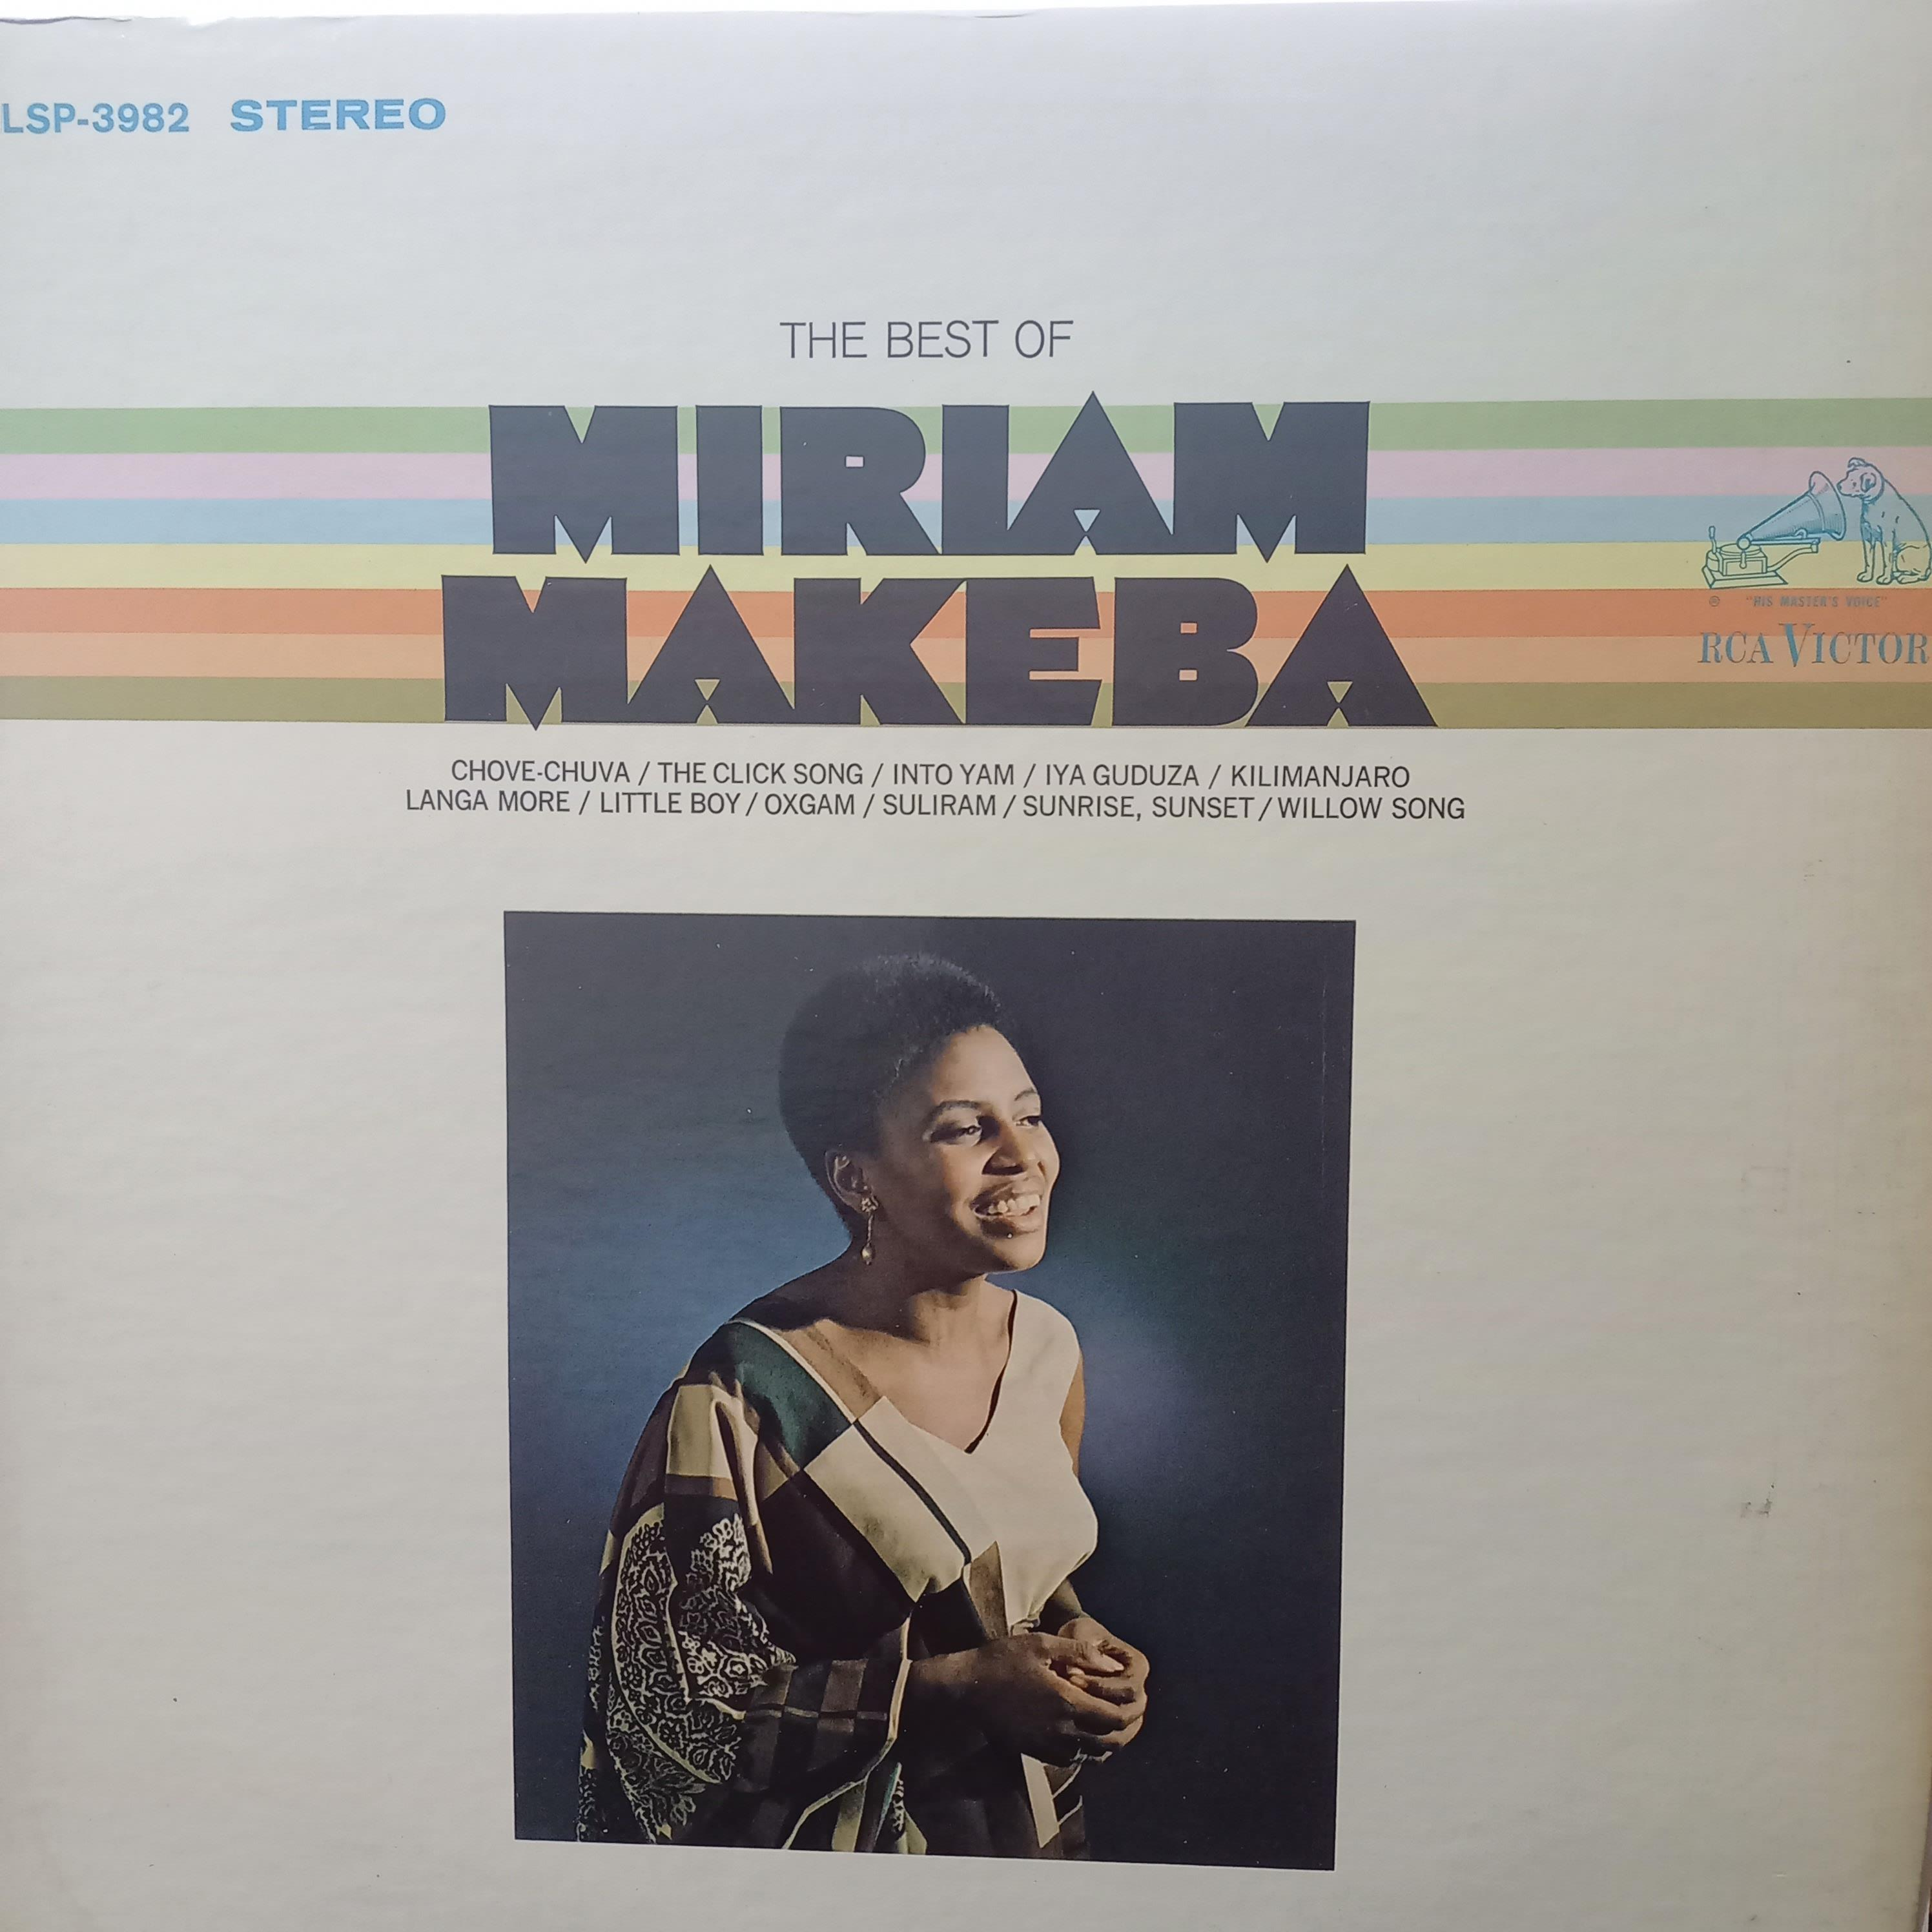 LSP-3982 STEREO
THE BEST OF
MIRIAM
MAKEBA
"HIS MASTER'S VOICE"
RCA VICTOR
CHOVE-CHUVA / THE CLICK SONG / INTO YAM / IYA GUDUZA / KILIMANJARO
LANGA MORE / LITTLE BOY / OXGAM / SULIRAM / SUNRISE, SUNSET / WILLOW SONG